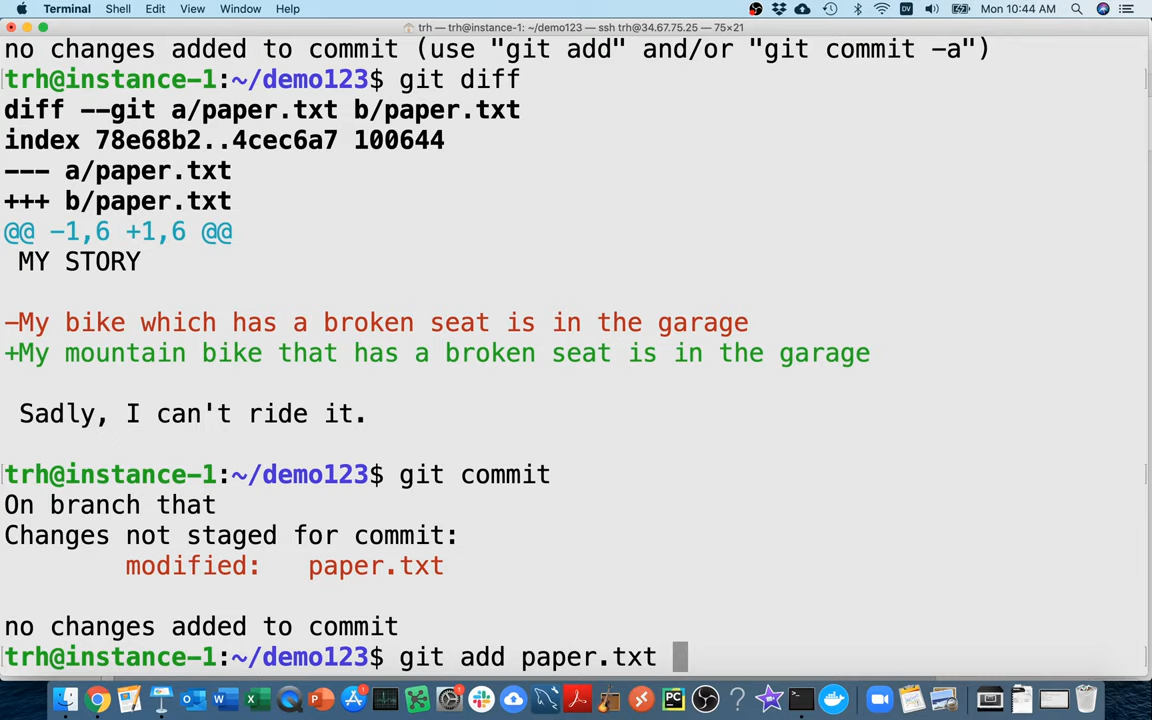 Terminal Shell Edit View Window Help Mon 10:44 AM
trh — trh@instance-1: ~/demo123 — ssh trh@34.67.75.25 — 75×21
no changes added to commit (use "git add" and/or "git commit -a")
trh@instance-1:~/demo123$ git diff
diff --git a/paper.txt b/paper.txt
index 78e68b2..4cec6a7 100644
--- a/paper.txt
+++ b/paper.txt
@@ -1,6 +1,6 @@
MY STORY
-My bike which has a broken seat is in the garage
+My mountain bike that has a broken seat is in the garage
Sadly, I can't ride it.
trh@instance-1:~/demo123$ git commit
On branch that
Changes not staged for commit:
modified: paper.txt
no changes added to commit
trh@instance-1:~/demo123$ git add paper.txt